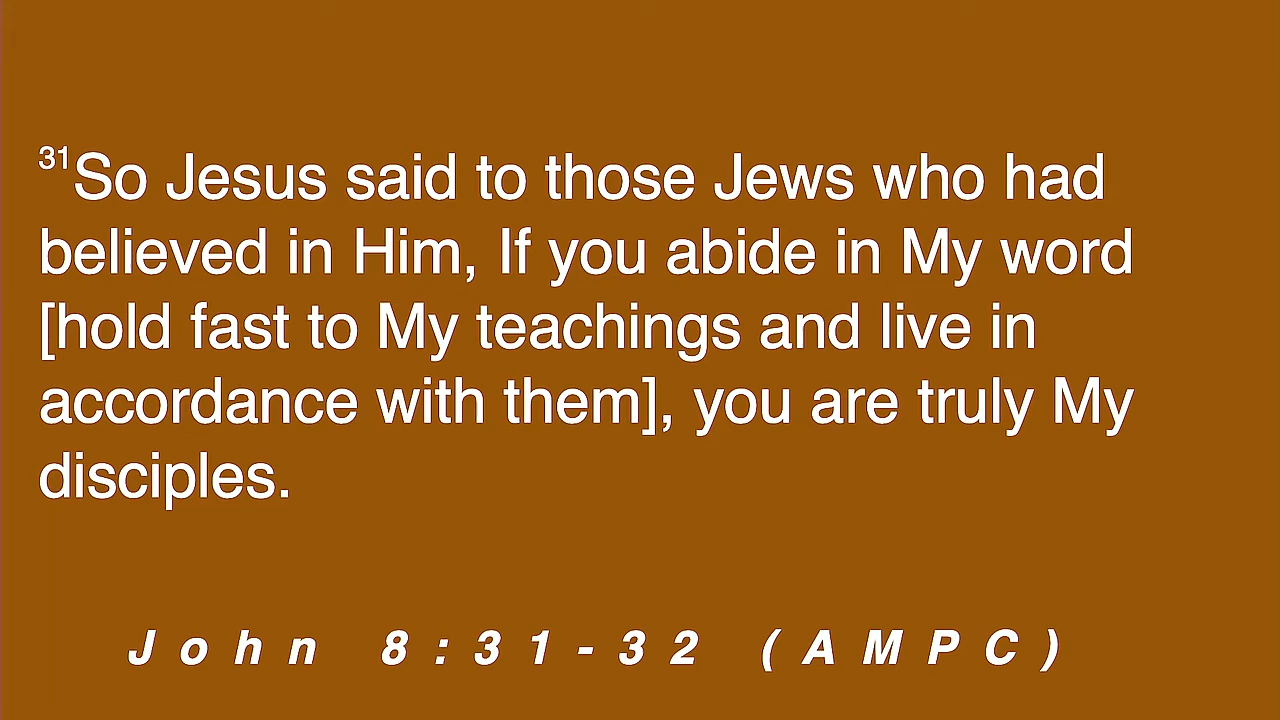 31So Jesus said to those Jews who had
believed in Him, If you abide in My word
[hold fast to My teachings and live in
accordance with them], you are truly My
disciples.
John 8:31-32 (AMPC)